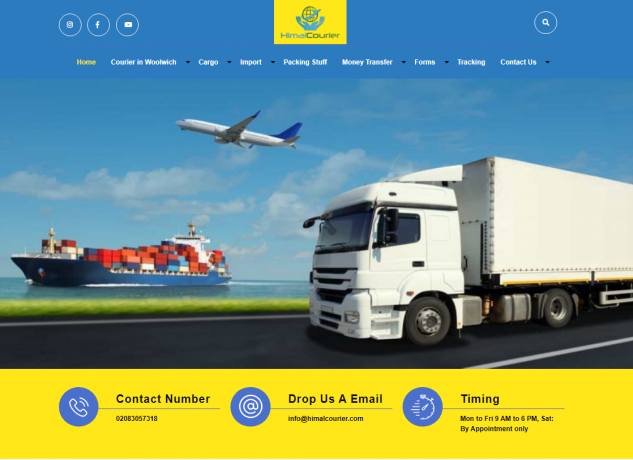 HimalCourier
Home Courier in Woolwich Cargo Import Packing Stuff Money Transfer Forms Tracking Contact Us
Contact Number
02083057318
Drop Us A Email
info@himalcourier.com
Timing
Mon to Fri 9 AM to 6 PM, Sat:
By Appointment only